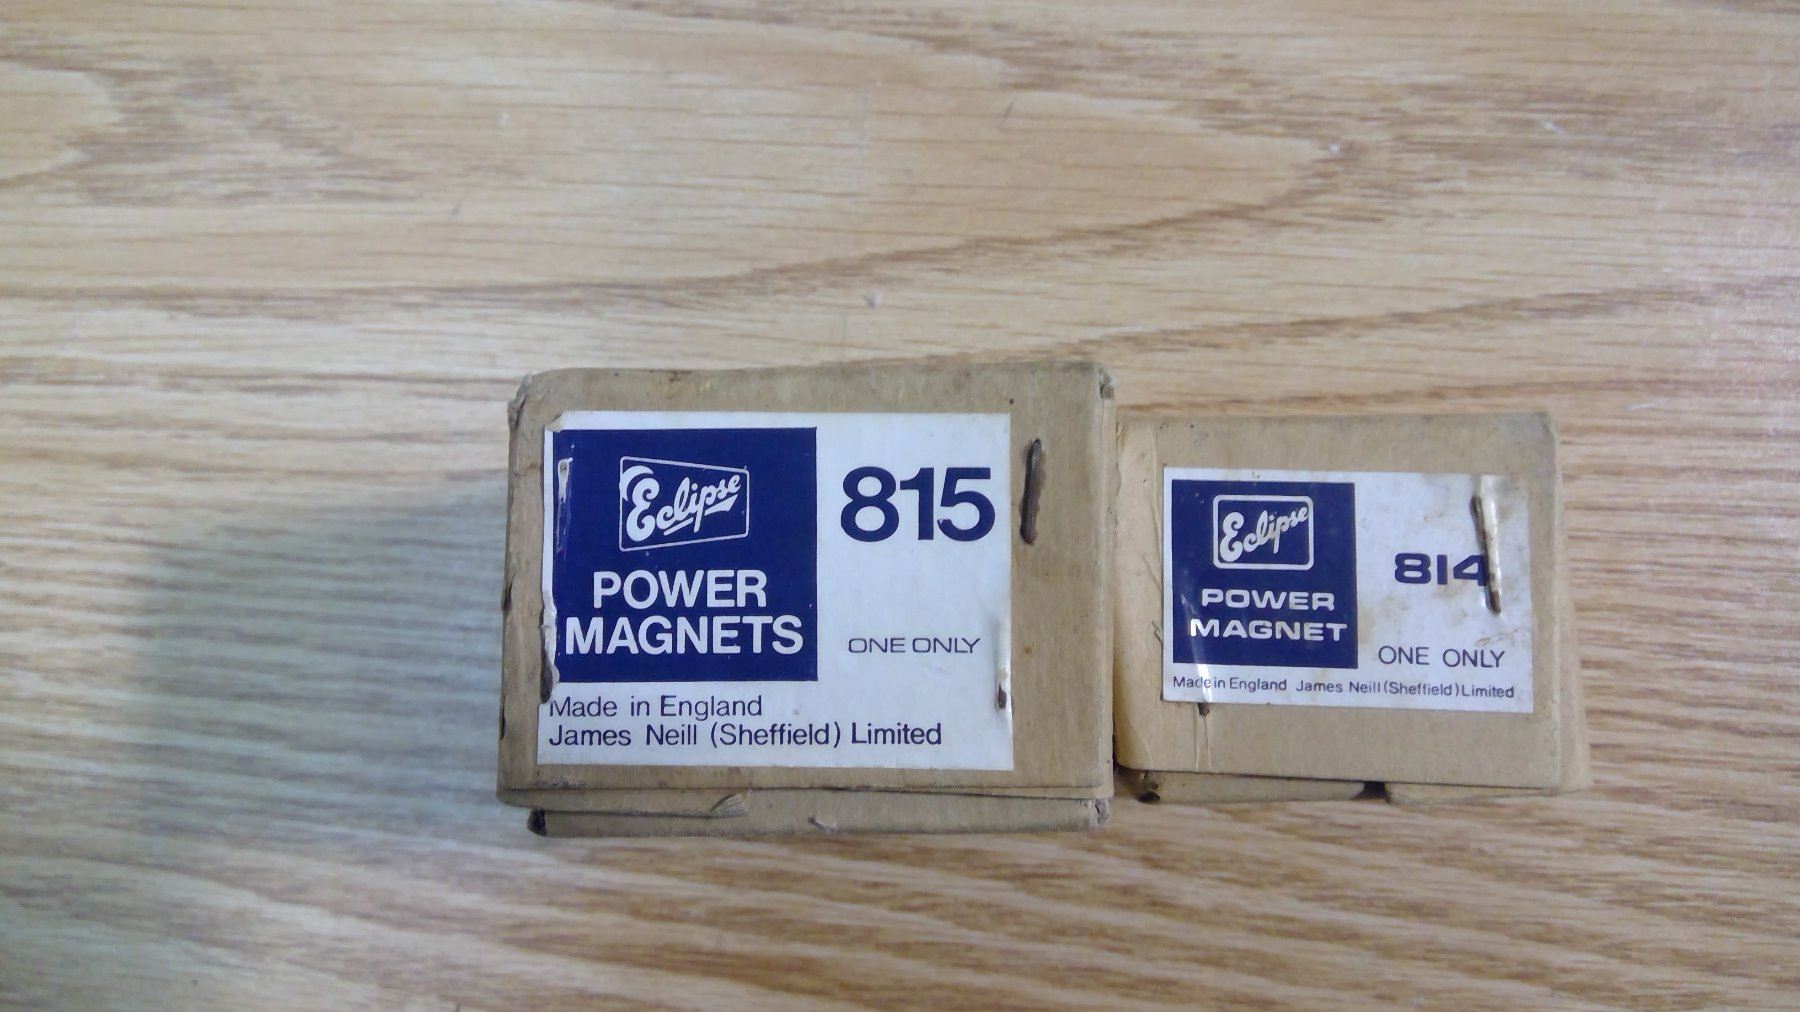 Eclipse
POWER
MAGNETS
815
ONE ONLY
Made in England
James Neill (Sheffield) Limited
Eclipse
POWER
MAGNET
814
ONE ONLY
Made in England James Neill (Sheffield) Limited